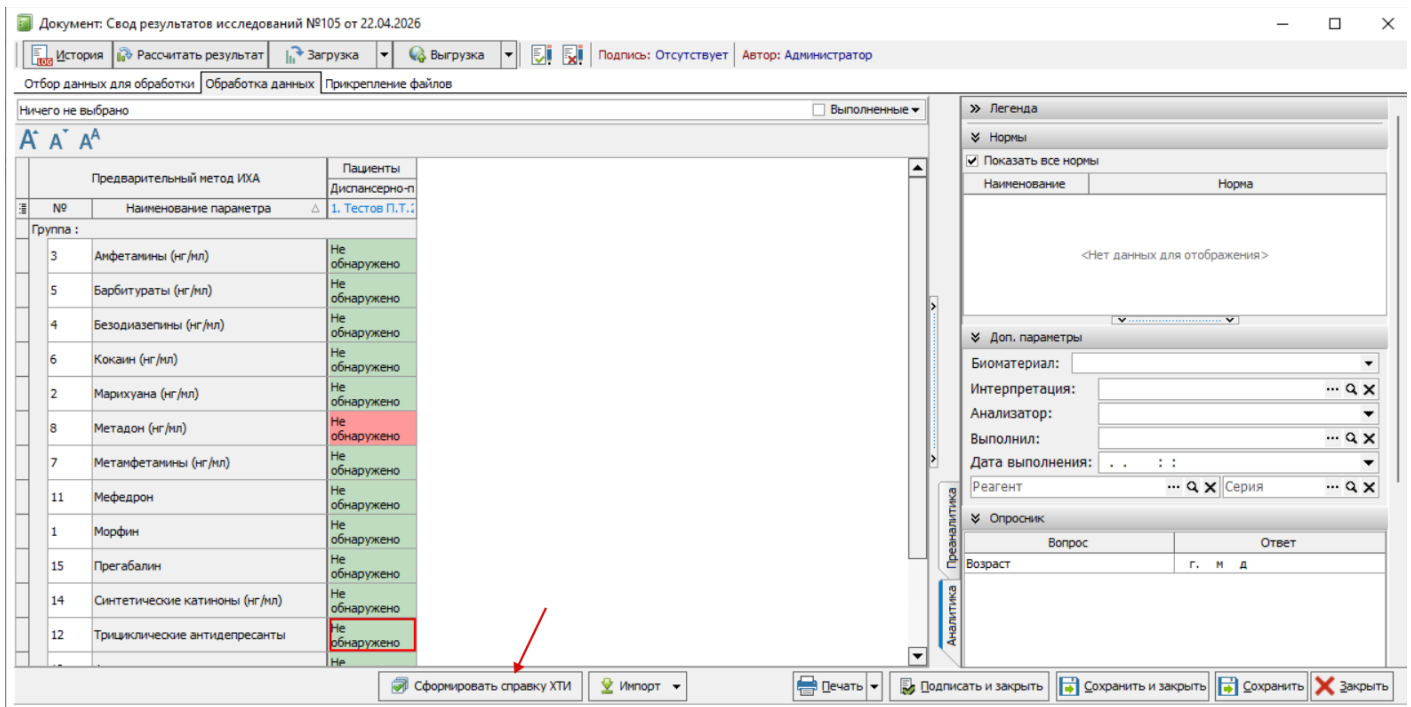 Документ: Свод результатов исследований №105 от 22.04.2026
История Рассчитать результат Загрузка Выгрузка Подпись: Отсутствует Автор: Администратор
Отбор данных для обработки Обработка данных Прикрепление файлов
Ничего не выбрано Выполненные
Легенда
Нормы
Показать все нормы
Наименование Норма
<Нет данных для отображения>
Предварительный метод ИХА Пациенты
Диспансерно-п
№ Наименование параметра 1. Тестов П.Т.
Группа :
3 Амфетамины (нг/мл) Не обнаружено
5 Барбитураты (нг/мл) Не обнаружено
4 Безодиазепины (нг/мл) Не обнаружено
6 Кокаин (нг/мл) Не обнаружено
2 Марихуана (нг/мл) Не обнаружено
8 Метадон (нг/мл) Не обнаружено
7 Метамфетамины (нг/мл) Не обнаружено
11 Мефедрон Не обнаружено
1 Морфин Не обнаружено
15 Прегабалин Не обнаружено
14 Синтетические катиноны (нг/мл) Не обнаружено
12 Трициклические антидепресанты Не обнаружено
Не
Доп. параметры
Биоматериал:
Интерпретация:
Анализатор:
Выполнил:
Дата выполнения: . . : :
Реагент Серия
Опросник
Вопрос Ответ
Возраст г. м д
Преаналитика
Аналитика
Сформировать справку ХТИ Импорт Печать Подписать и закрыть Сохранить и закрыть Сохранить Закрыть